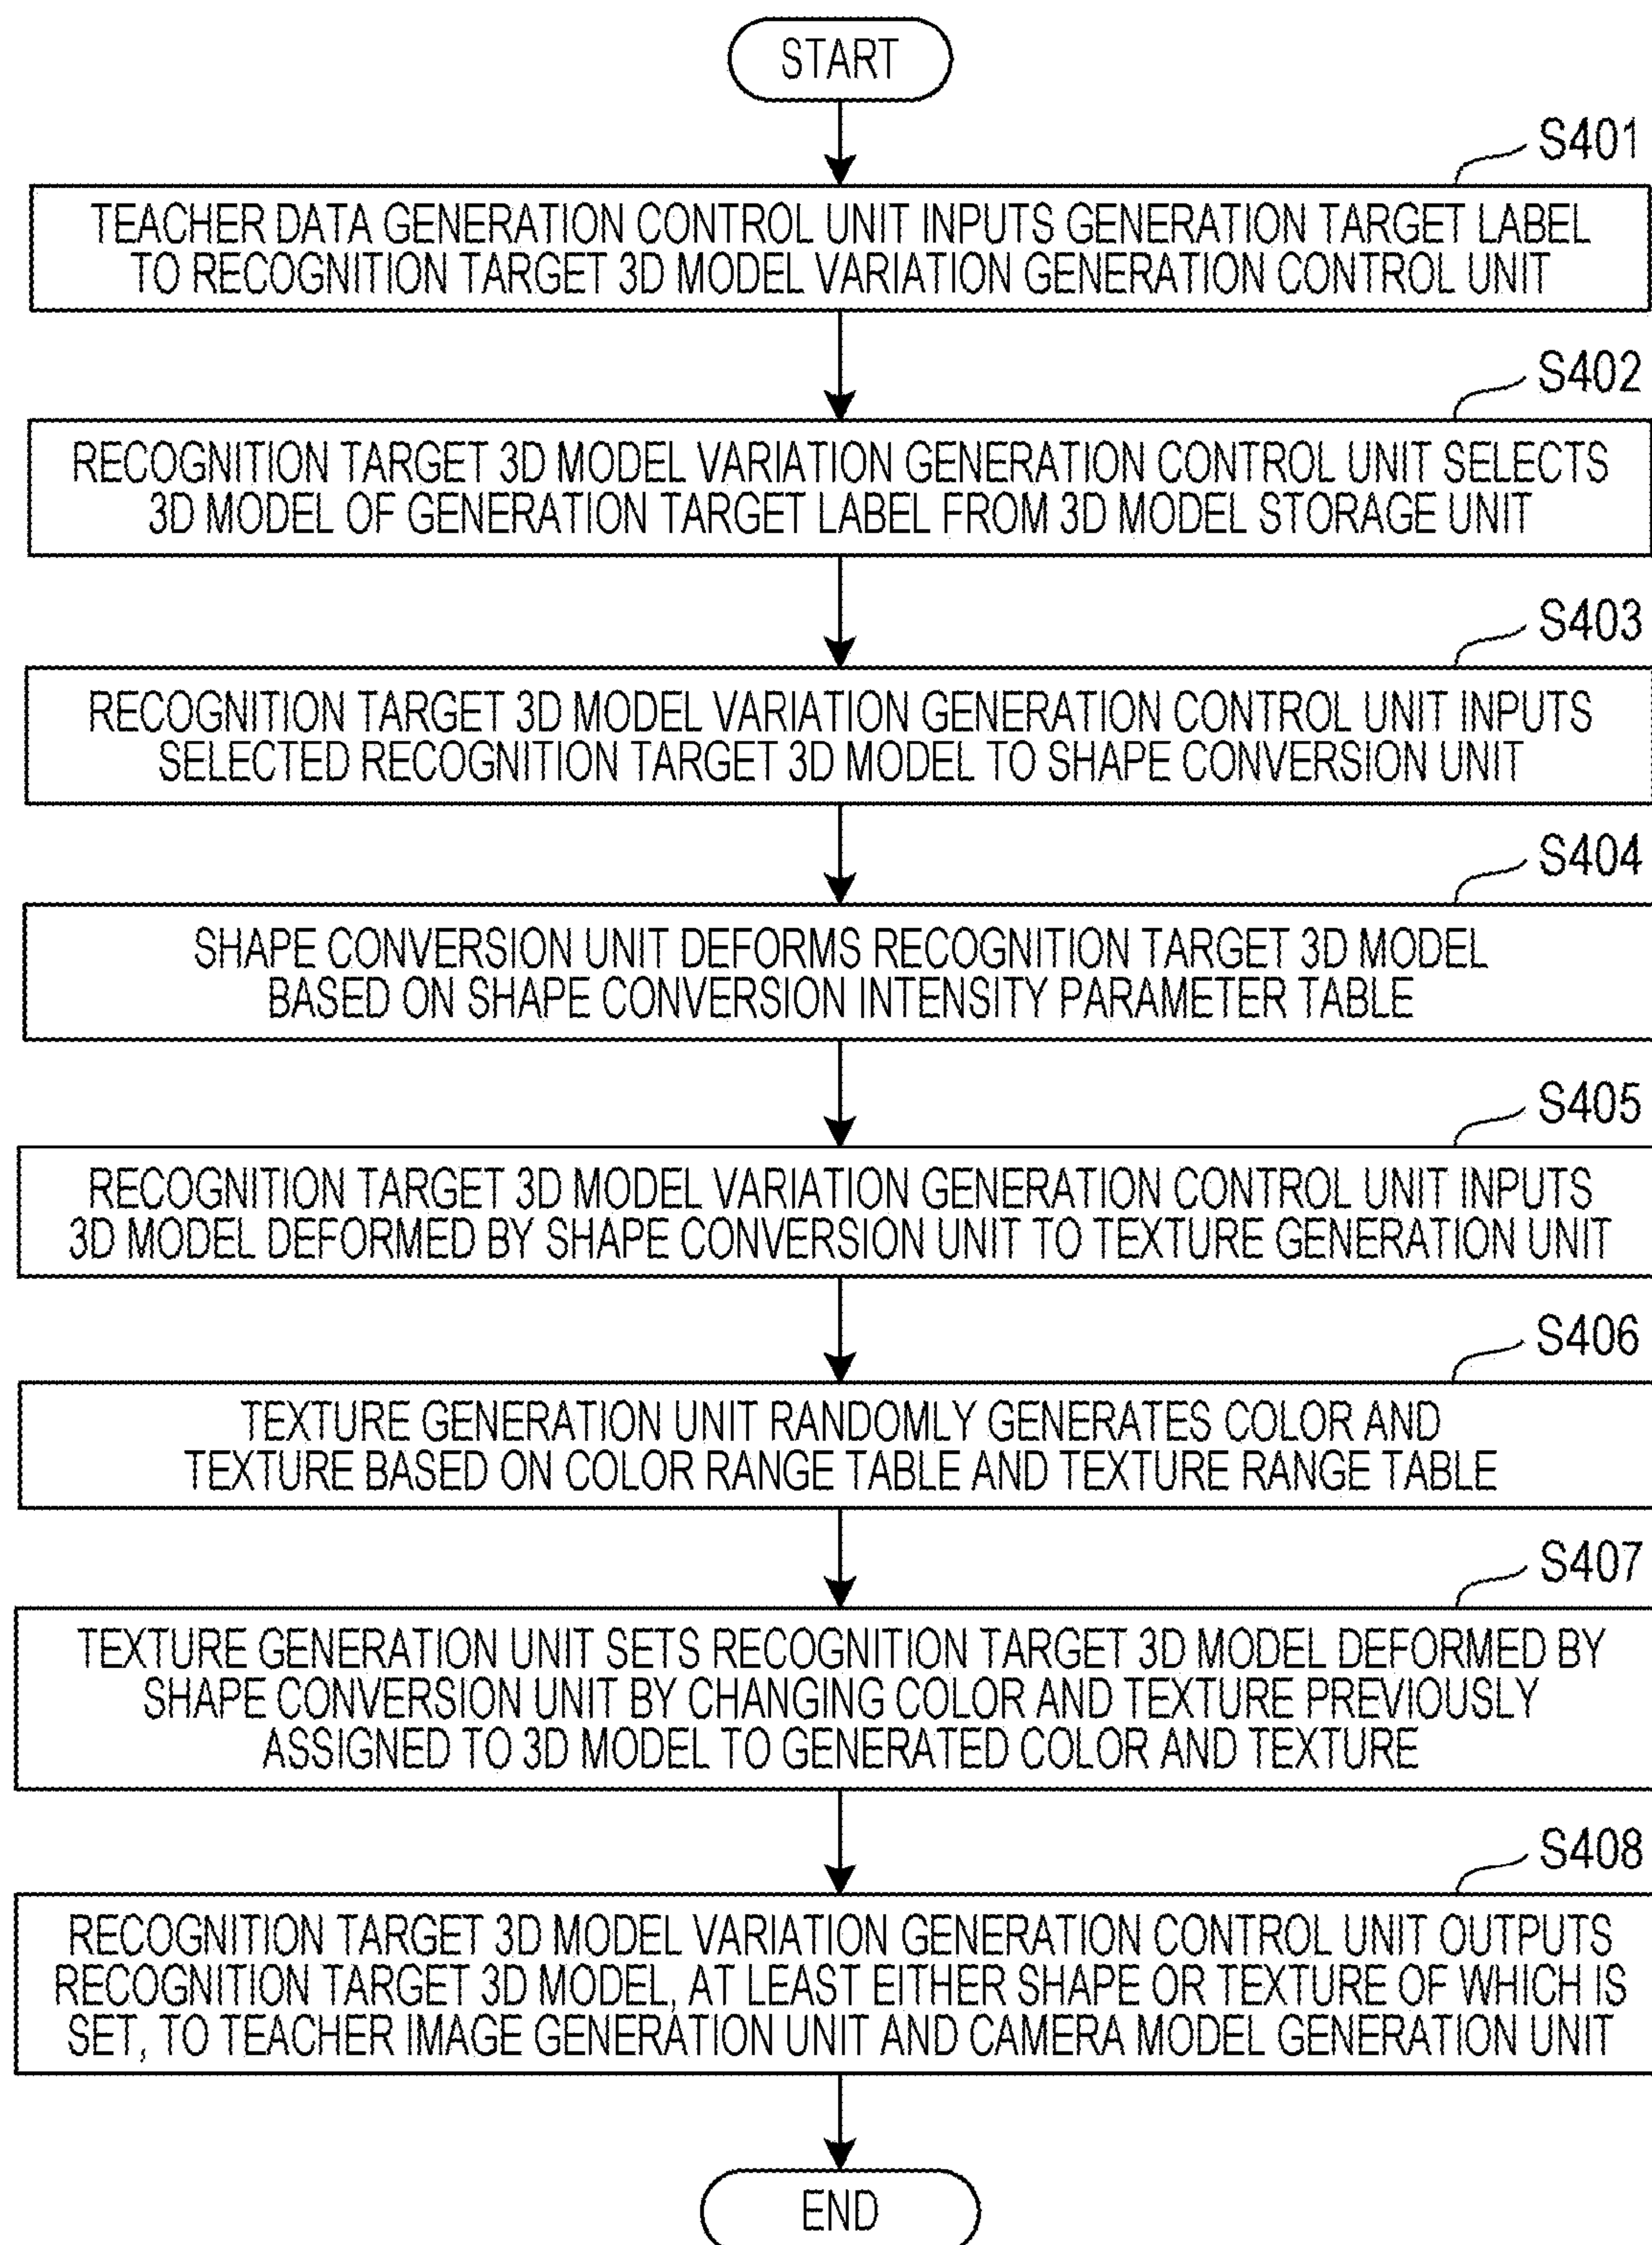 START
S401
TEACHER DATA GENERATION CONTROL UNIT INPUTS GENERATION TARGET LABEL
TO RECOGNITION TARGET 3D MODEL VARIATION GENERATION CONTROL UNIT
S402
RECOGNITION TARGET 3D MODEL VARIATION GENERATION CONTROL UNIT SELECTS
3D MODEL OF GENERATION TARGET LABEL FROM 3D MODEL STORAGE UNIT
S403
RECOGNITION TARGET 3D MODEL VARIATION GENERATION CONTROL UNIT INPUTS
SELECTED RECOGNITION TARGET 3D MODEL TO SHAPE CONVERSION UNIT
S404
SHAPE CONVERSION UNIT DEFORMS RECOGNITION TARGET 3D MODEL
BASED ON SHAPE CONVERSION INTENSITY PARAMETER TABLE
S405
RECOGNITION TARGET 3D MODEL VARIATION GENERATION CONTROL UNIT INPUTS
3D MODEL DEFORMED BY SHAPE CONVERSION UNIT TO TEXTURE GENERATION UNIT
S406
TEXTURE GENERATION UNIT RANDOMLY GENERATES COLOR AND
TEXTURE BASED ON COLOR RANGE TABLE AND TEXTURE RANGE TABLE
S407
TEXTURE GENERATION UNIT SETS RECOGNITION TARGET 3D MODEL DEFORMED BY
SHAPE CONVERSION UNIT BY CHANGING COLOR AND TEXTURE PREVIOUSLY
ASSIGNED TO 3D MODEL TO GENERATED COLOR AND TEXTURE
S408
RECOGNITION TARGET 3D MODEL VARIATION GENERATION CONTROL UNIT OUTPUTS
RECOGNITION TARGET 3D MODEL, AT LEAST EITHER SHAPE OR TEXTURE OF WHICH IS
SET, TO TEACHER IMAGE GENERATION UNIT AND CAMERA MODEL GENERATION UNIT
END